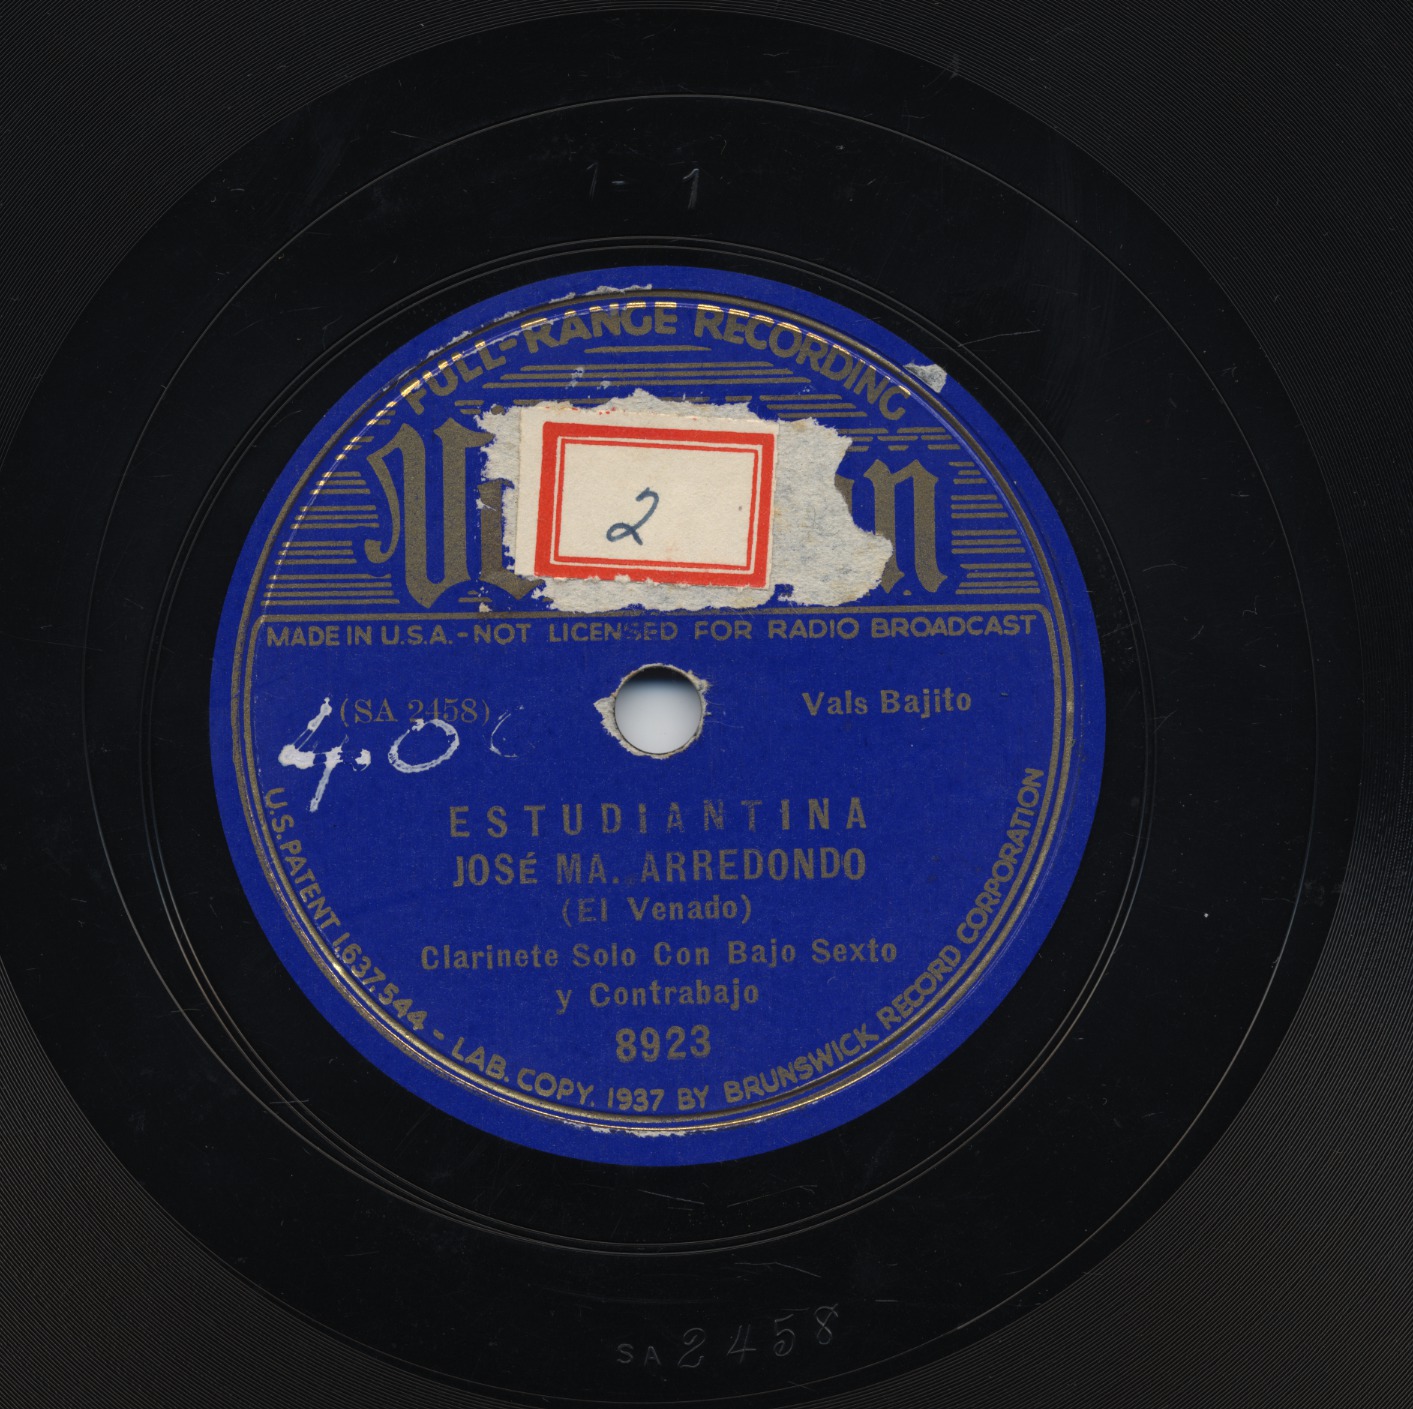 1-1
FULL-RANGE RECORDING
2
MADE IN U.S.A.-NOT LICENSED FOR RADIO BROADCAST
(SA 2458)
Vals Bajito
4.0
ESTUDIANTINA
JOSÉ MA. ARREDONDO
(El Venado)
Clarinete Solo Con Bajo Sexto
y Contrabajo
8923
U.S. PATENT 1,637,544 - LAB. COPY. 1937 BY BRUNSWICK RECORD CORPORATION
SA 2458